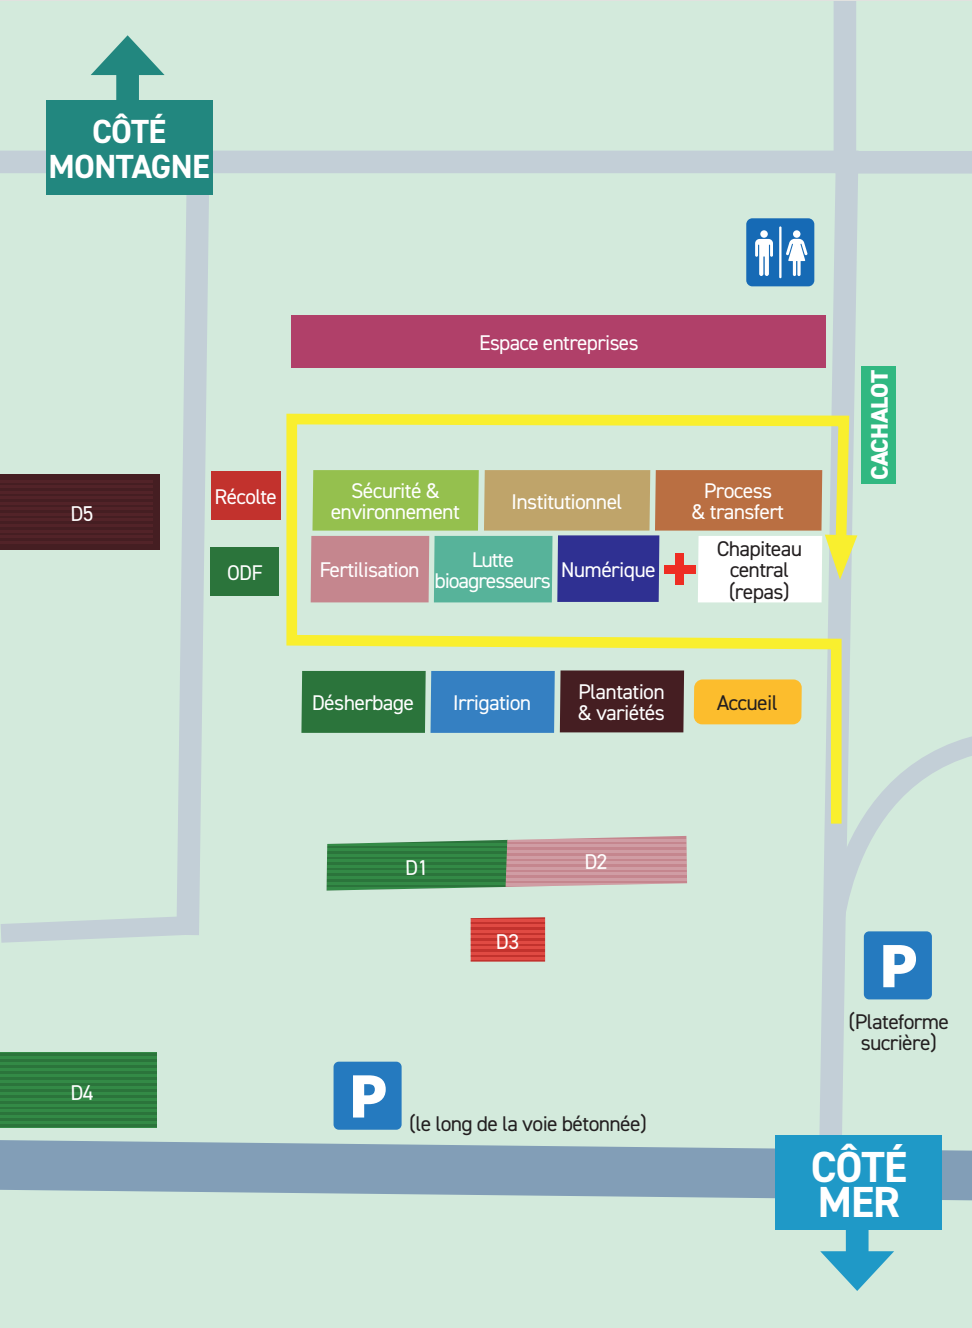 CÔTÉ
MONTAGNE
Espace entreprises
CACHALOT
Récolte
Sécurité &
environnement
Institutionnel
Process
& transfert
D5
ODF
Fertilisation
Lutte
bioagresseurs
Numérique
Chapiteau
central
(repas)
Désherbage
Irrigation
Plantation
& variétés
Accueil
D1
D2
D3
P
(Plateforme
sucrière)
D4
P
(le long de la voie bétonnée)
CÔTÉ
MER